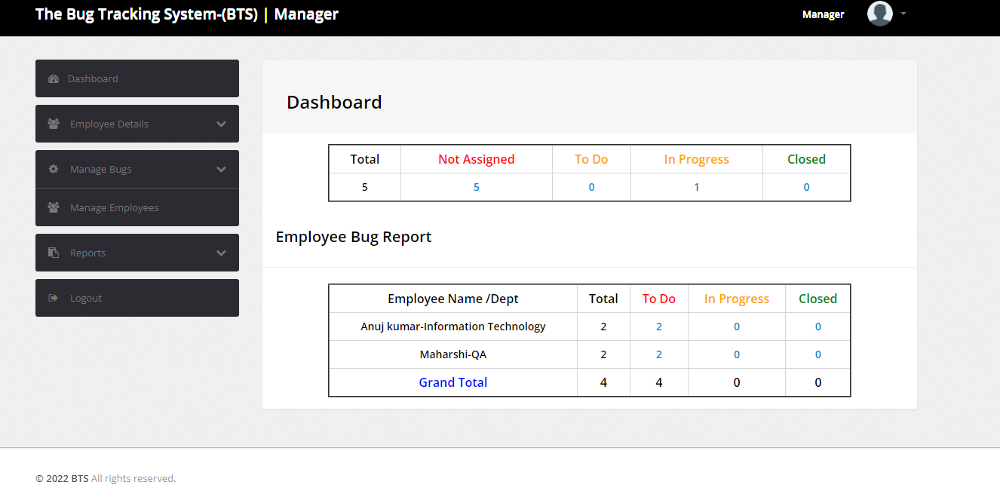 The Bug Tracking System-(BTS) | Manager
Manager
Dashboard
Employee Details
Manage Bugs
Manage Employees
Reports
Logout
Dashboard
Total Not Assigned To Do In Progress Closed
5 5 0 1 0
Employee Bug Report
Employee Name /Dept Total To Do In Progress Closed
Anuj kumar-Information Technology 2 2 0 0
Maharshi-QA 2 2 0 0
Grand Total 4 4 0 0
© 2022 BTS All rights reserved.